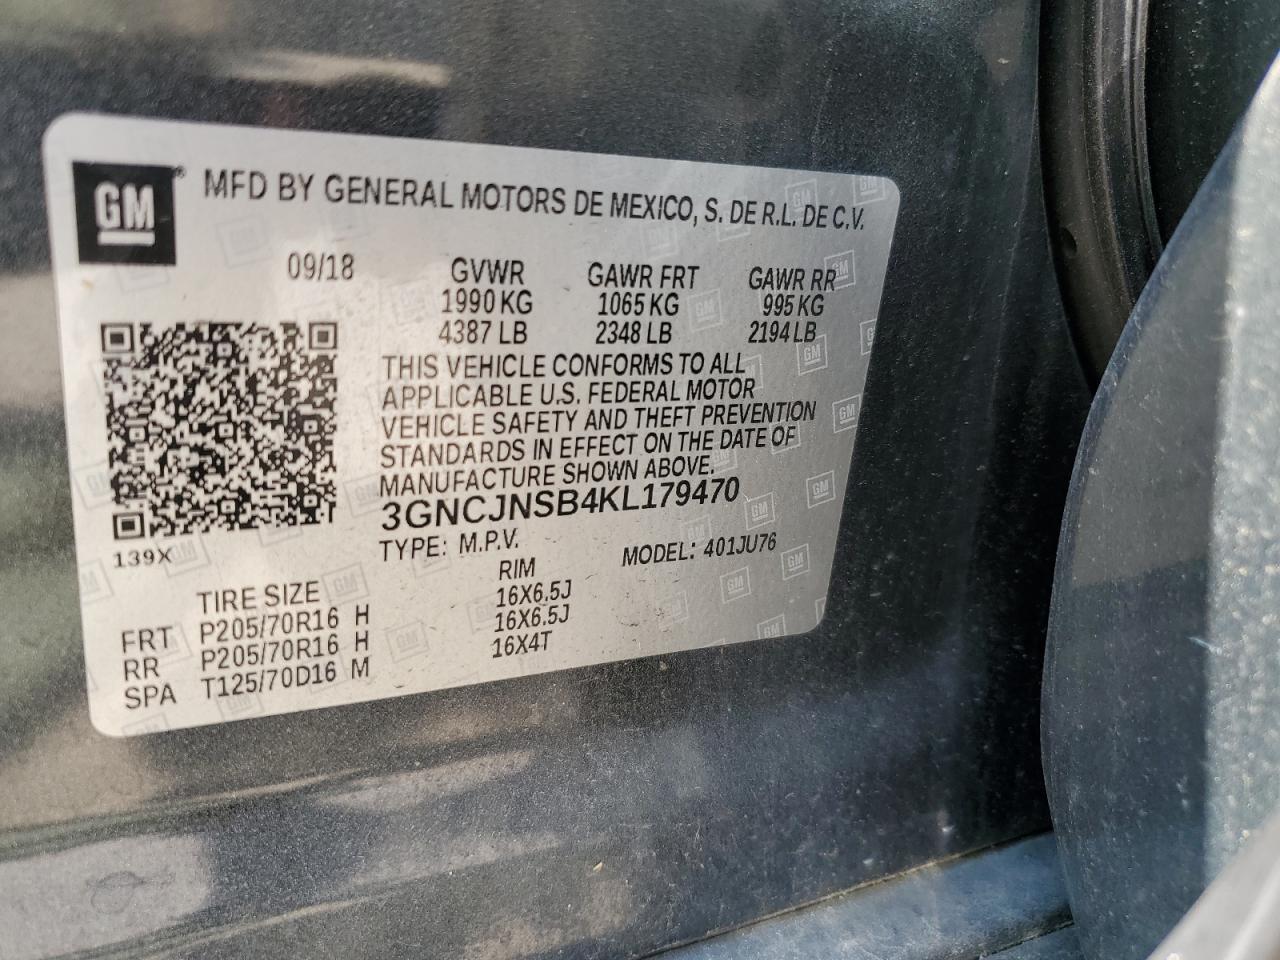 GM
MFD BY GENERAL MOTORS DE MEXICO, S. DE R.L. DE C.V.
09/18 GVWR GAWR FRT GAWR RR
1990 KG 1065 KG 995 KG
4387 LB 2348 LB 2194 LB
THIS VEHICLE CONFORMS TO ALL
APPLICABLE U.S. FEDERAL MOTOR
VEHICLE SAFETY AND THEFT PREVENTION
STANDARDS IN EFFECT ON THE DATE OF
MANUFACTURE SHOWN ABOVE.
3GNCJNSB4KL179470
139X
TYPE: M.P.V. MODEL: 401JU76
TIRE SIZE RIM
FRT P205/70R16 H 16X6.5J
RR P205/70R16 H 16X6.5J
SPA T125/70D16 M 16X4T